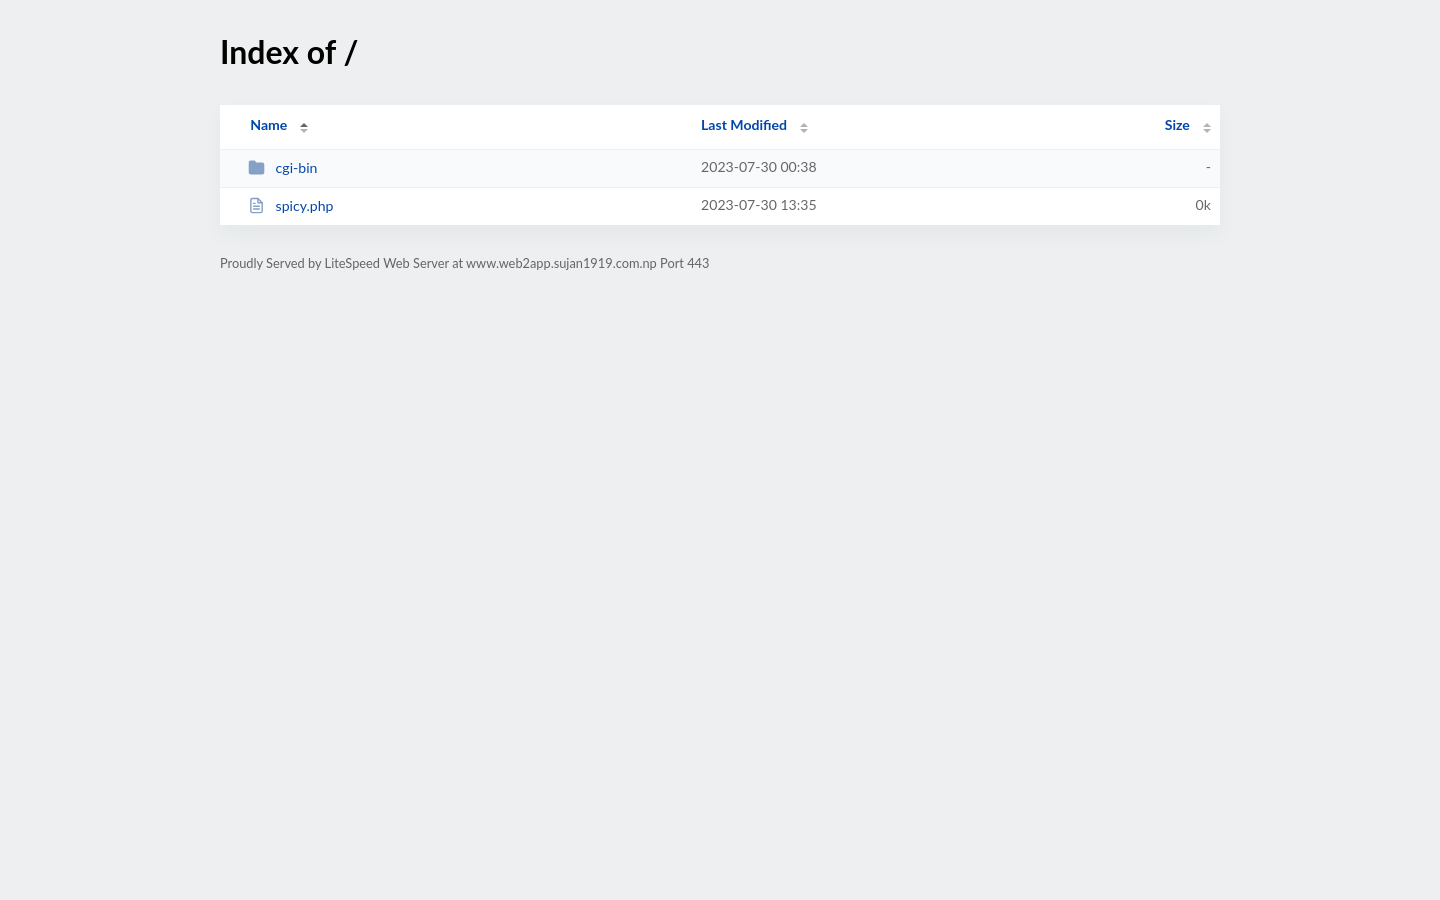 Index of /
Name Last Modified Size
cgi-bin 2023-07-30 00:38 -
spicy.php 2023-07-30 13:35 0k
Proudly Served by LiteSpeed Web Server at www.web2app.sujan1919.com.np Port 443